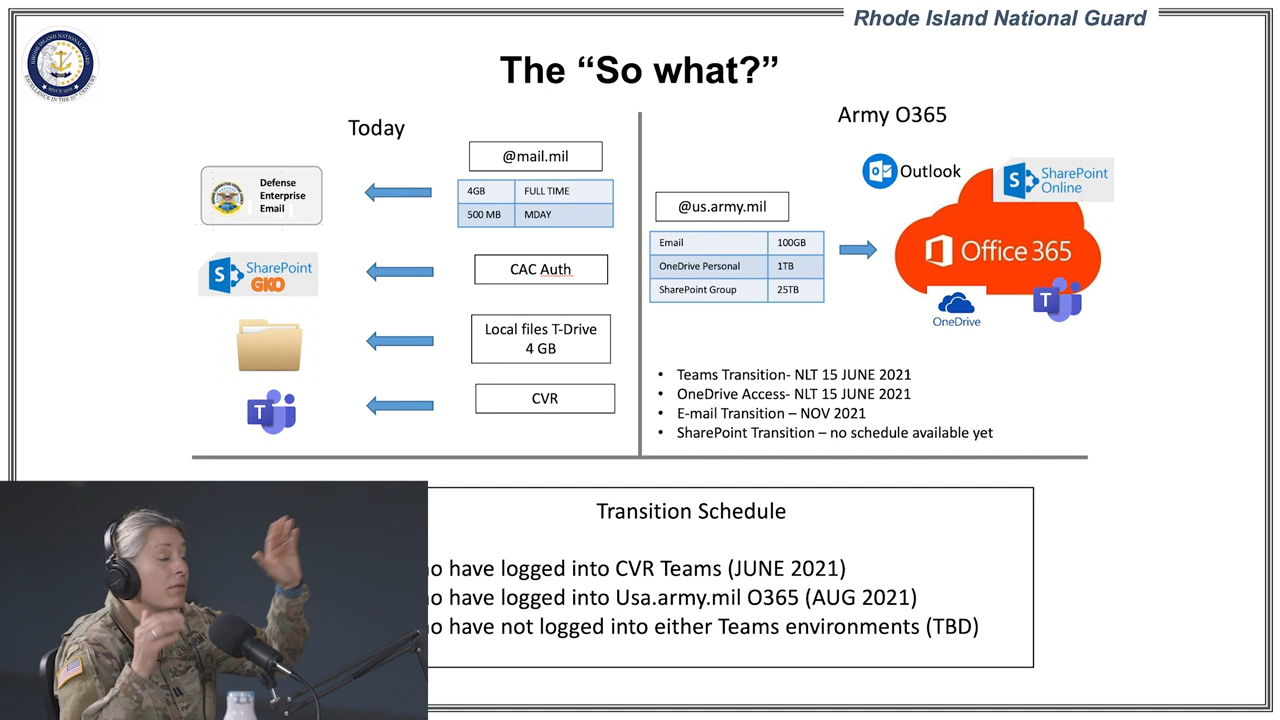 Rhode Island National Guard
RHODE ISLAND NATIONAL GUARD
The “So what?”
Today
@mail.mil
Defense
Enterprise
Email
4GB FULL TIME
500 MB MDAY
SharePoint
GKO
CAC Auth
Local files T-Drive
4 GB
T
CVR
Army O365
Outlook
SharePoint
Online
@us.army.mil
Email 100GB
OneDrive Personal 1TB
SharePoint Group 25TB
Office 365
OneDrive
T
• Teams Transition- NLT 15 JUNE 2021
• OneDrive Access- NLT 15 JUNE 2021
• E-mail Transition – NOV 2021
• SharePoint Transition – no schedule available yet
Transition Schedule
o have logged into CVR Teams (JUNE 2021)
o have logged into Usa.army.mil O365 (AUG 2021)
o have not logged into either Teams environments (TBD)